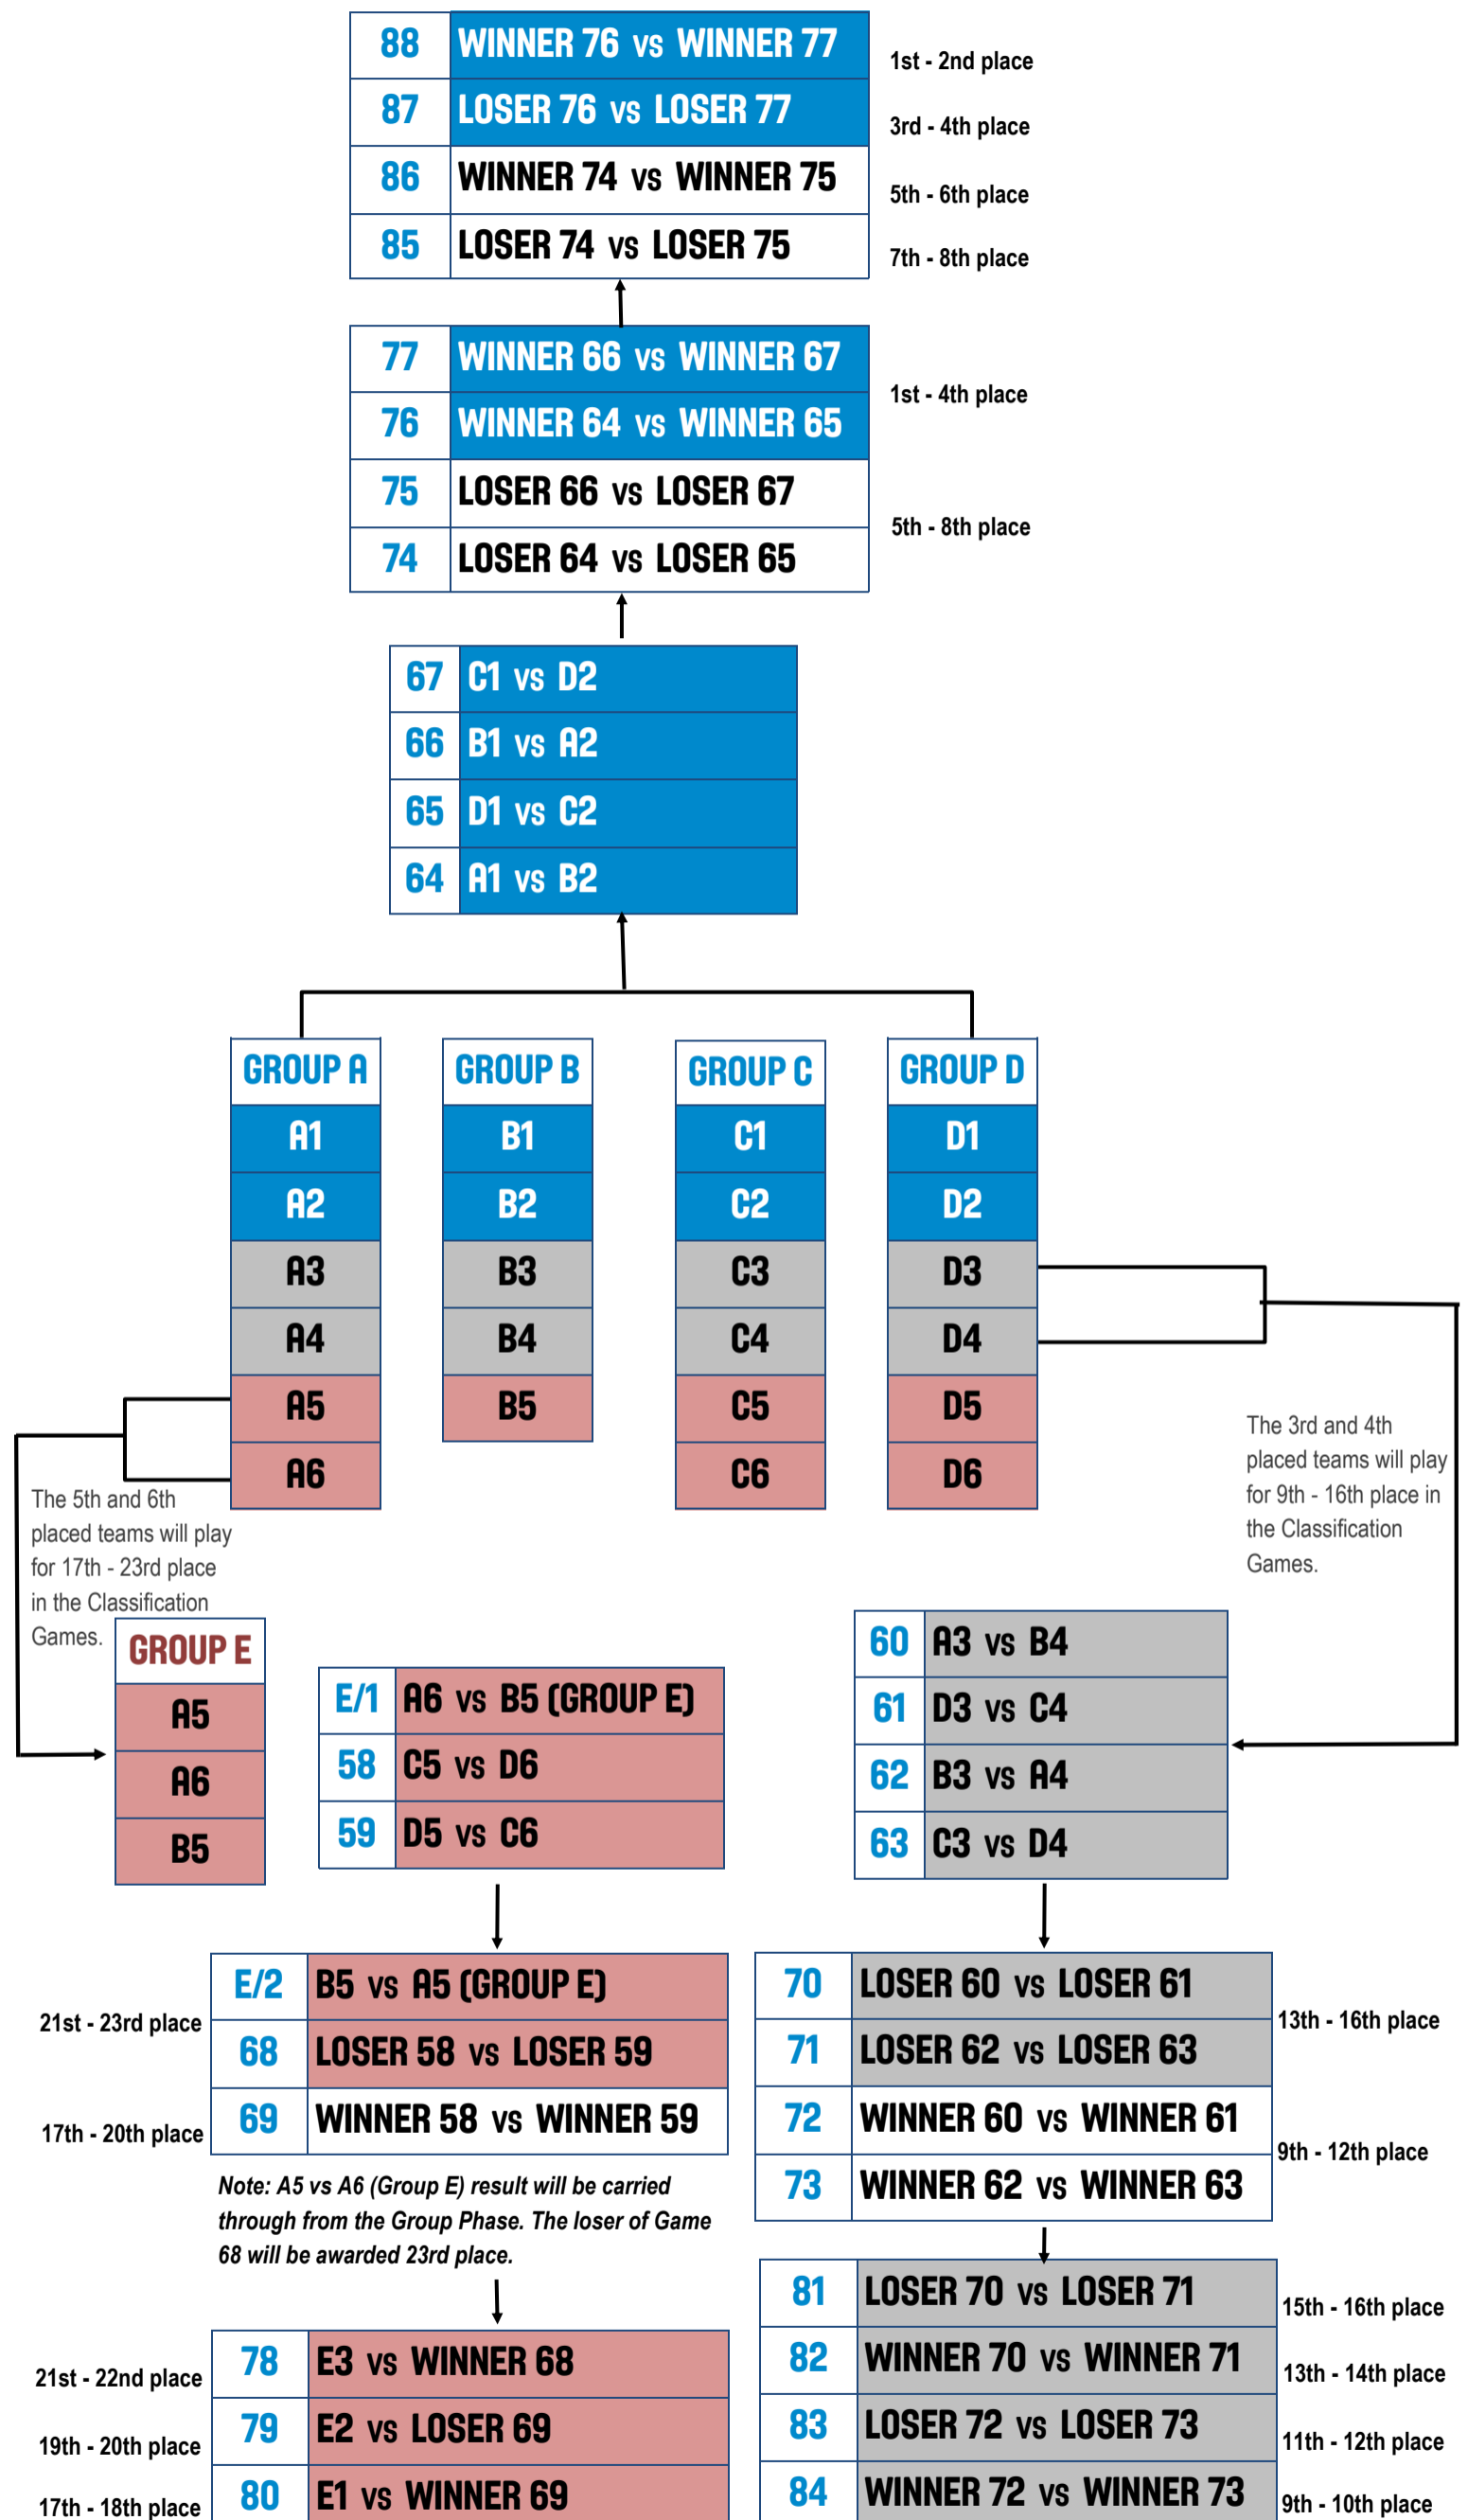 88 WINNER 76 vs WINNER 77
1st - 2nd place
87 LOSER 76 vs LOSER 77
3rd - 4th place
86 WINNER 74 vs WINNER 75
5th - 6th place
85 LOSER 74 vs LOSER 75
7th - 8th place
77 WINNER 66 vs WINNER 67
1st - 4th place
76 WINNER 64 vs WINNER 65
75 LOSER 66 vs LOSER 67
5th - 8th place
74 LOSER 64 vs LOSER 65
67 C1 vs D2
66 B1 vs A2
65 D1 vs C2
64 A1 vs B2
GROUP A GROUP B GROUP C GROUP D
A1 B1 C1 D1
A2 B2 C2 D2
A3 B3 C3 D3
A4 B4 C4 D4
A5 B5 C5 D5
A6 C6 D6
The 3rd and 4th
placed teams will play
for 9th - 16th place in
the Classification
Games.
The 5th and 6th
placed teams will play
for 17th - 23rd place
in the Classification
Games.
GROUP E
A5
A6
B5
E/1 A6 vs B5 (GROUP E)
58 C5 vs D6
59 D5 vs C6
60 A3 vs B4
61 D3 vs C4
62 B3 vs A4
63 C3 vs D4
E/2 B5 vs A5 (GROUP E)
21st - 23rd place
68 LOSER 58 vs LOSER 59
69 WINNER 58 vs WINNER 59
17th - 20th place
70 LOSER 60 vs LOSER 61
13th - 16th place
71 LOSER 62 vs LOSER 63
72 WINNER 60 vs WINNER 61
9th - 12th place
73 WINNER 62 vs WINNER 63
Note: A5 vs A6 (Group E) result will be carried
through from the Group Phase. The loser of Game
68 will be awarded 23rd place.
78 E3 vs WINNER 68
21st - 22nd place
79 E2 vs LOSER 69
19th - 20th place
80 E1 vs WINNER 69
17th - 18th place
81 LOSER 70 vs LOSER 71
15th - 16th place
82 WINNER 70 vs WINNER 71
13th - 14th place
83 LOSER 72 vs LOSER 73
11th - 12th place
84 WINNER 72 vs WINNER 73
9th - 10th place